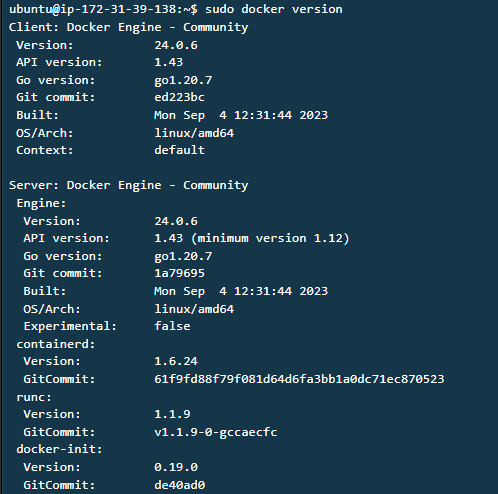 ubuntu@ip-172-31-39-138:~$ sudo docker version
Client: Docker Engine - Community
 Version:           24.0.6
 API version:       1.43
 Go version:        go1.20.7
 Git commit:        ed223bc
 Built:             Mon Sep  4 12:31:44 2023
 OS/Arch:           linux/amd64
 Context:           default

Server: Docker Engine - Community
 Engine:
  Version:          24.0.6
  API version:      1.43 (minimum version 1.12)
  Go version:       go1.20.7
  Git commit:       1a79695
  Built:            Mon Sep  4 12:31:44 2023
  OS/Arch:          linux/amd64
  Experimental:     false
 containerd:
  Version:          1.6.24
  GitCommit:        61f9fd88f79f081d64d6fa3bb1a0dc71ec870523
 runc:
  Version:          1.1.9
  GitCommit:        v1.1.9-0-gccaecfc
 docker-init:
  Version:          0.19.0
  GitCommit:        de40ad0